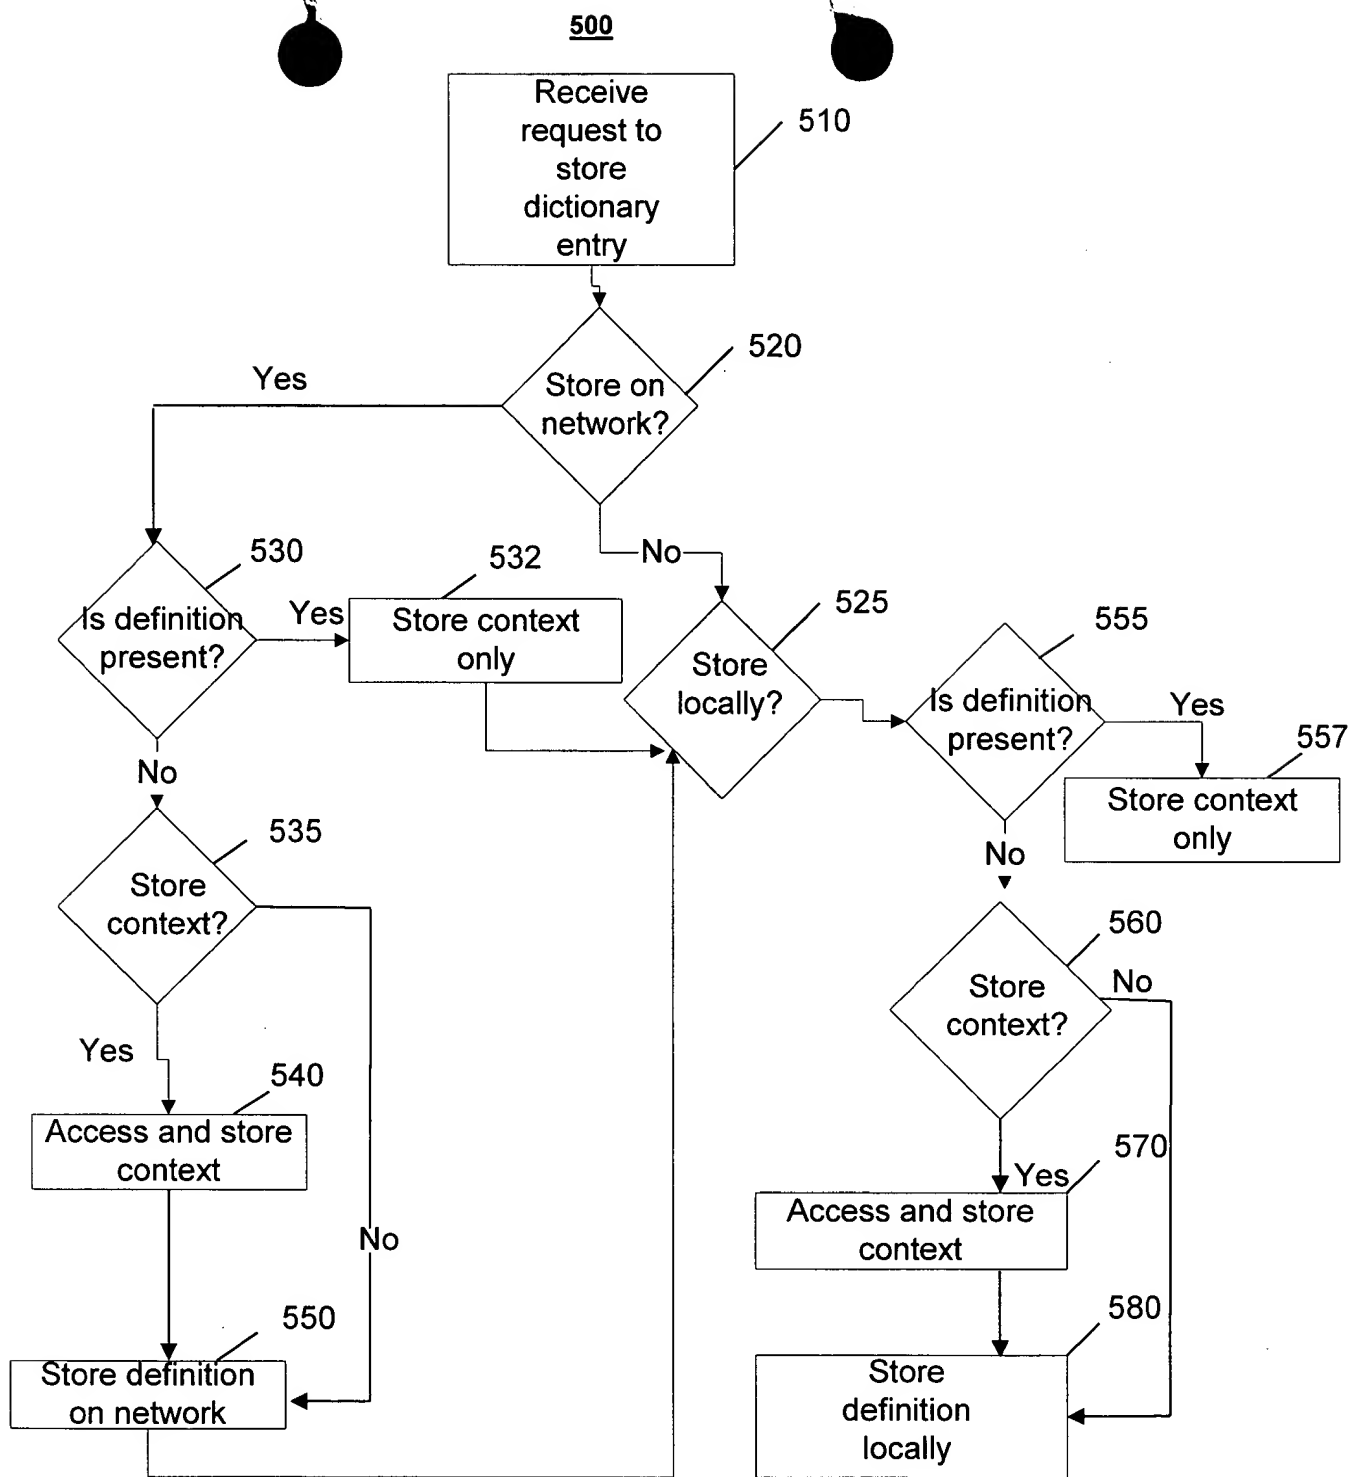 500
Receive
request to
store
dictionary
entry
510
Store on
network?
520
Yes
No
Is definition
present?
530
Yes
Store context
only
532
Store
locally?
525
Is definition
present?
555
Yes
Store context
only
557
No
Store
context?
535
No
Store
context?
560
No
Yes
Access and store
context
540
Yes
Access and store
context
570
No
Store definition
on network
550
Store
definition
locally
580